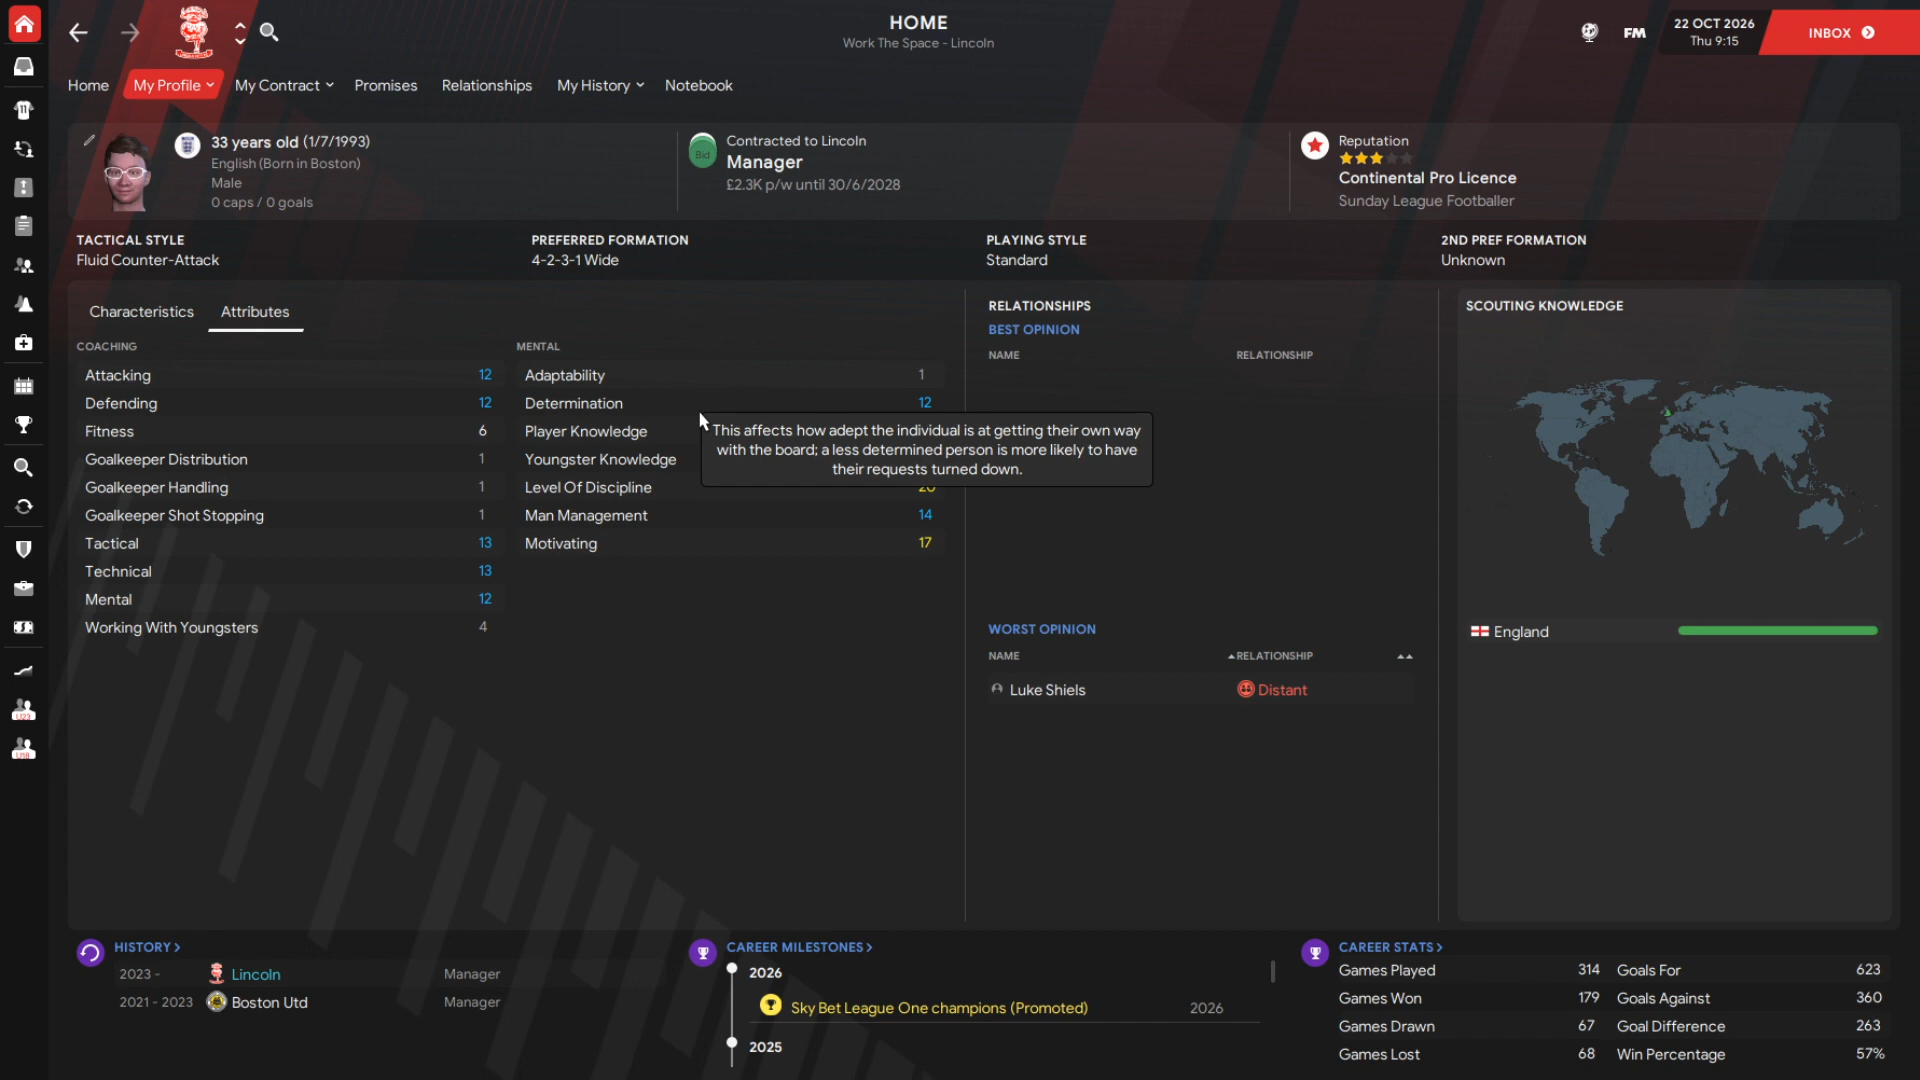 HOME
Work The Space - Lincoln
FM
22 OCT 2026
Thu 9:15
INBOX
Home
My Profile
My Contract
Promises
Relationships
My History
Notebook
33 years old (1/7/1993)
English (Born in Boston)
Male
0 caps / 0 goals
Bid
Contracted to Lincoln
Manager
£2.3K p/w until 30/6/2028
Reputation
Continental Pro Licence
Sunday League Footballer
TACTICAL STYLE
Fluid Counter-Attack
PREFERRED FORMATION
4-2-3-1 Wide
PLAYING STYLE
Standard
2ND PREF FORMATION
Unknown
Characteristics
Attributes
COACHING
Attacking 12
Defending 12
Fitness 6
Goalkeeper Distribution 1
Goalkeeper Handling 1
Goalkeeper Shot Stopping 1
Tactical 13
Technical 13
Mental 12
Working With Youngsters 4
MENTAL
Adaptability 1
Determination 12
Player Knowledge
Youngster Knowledge
Level Of Discipline 20
Man Management 14
Motivating 17
This affects how adept the individual is at getting their own way
with the board; a less determined person is more likely to have
their requests turned down.
RELATIONSHIPS
BEST OPINION
NAME RELATIONSHIP
WORST OPINION
NAME RELATIONSHIP
Luke Shiels Distant
SCOUTING KNOWLEDGE
England
HISTORY
2023 - Lincoln Manager
2021 - 2023 Boston Utd Manager
CAREER MILESTONES
2026
Sky Bet League One champions (Promoted) 2026
2025
CAREER STATS
Games Played 314 Goals For 623
Games Won 179 Goals Against 360
Games Drawn 67 Goal Difference 263
Games Lost 68 Win Percentage 57%
11
U23
U18